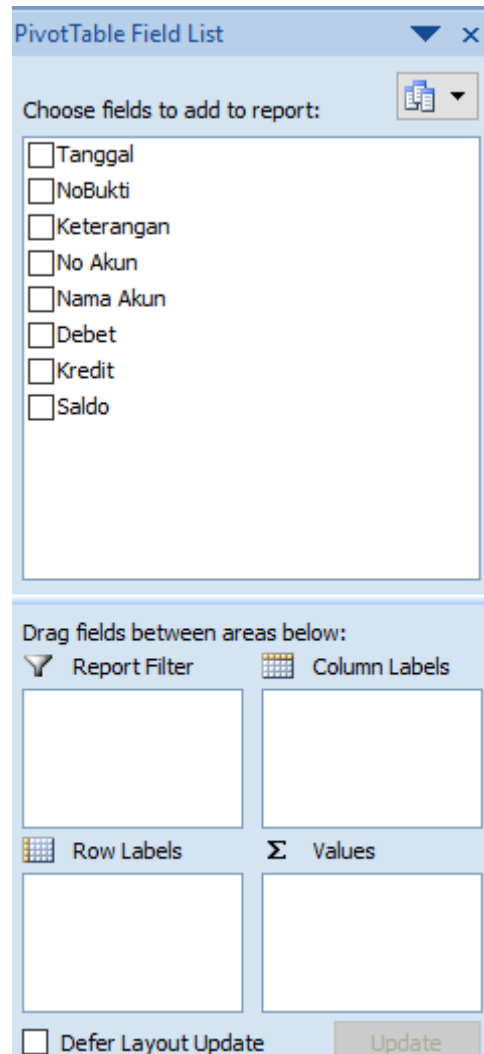 PivotTable Field List
Choose fields to add to report:
Tanggal
NoBukti
Keterangan
No Akun
Nama Akun
Debet
Kredit
Saldo
Drag fields between areas below:
Report Filter
Column Labels
Row Labels
Σ Values
Defer Layout Update
Update